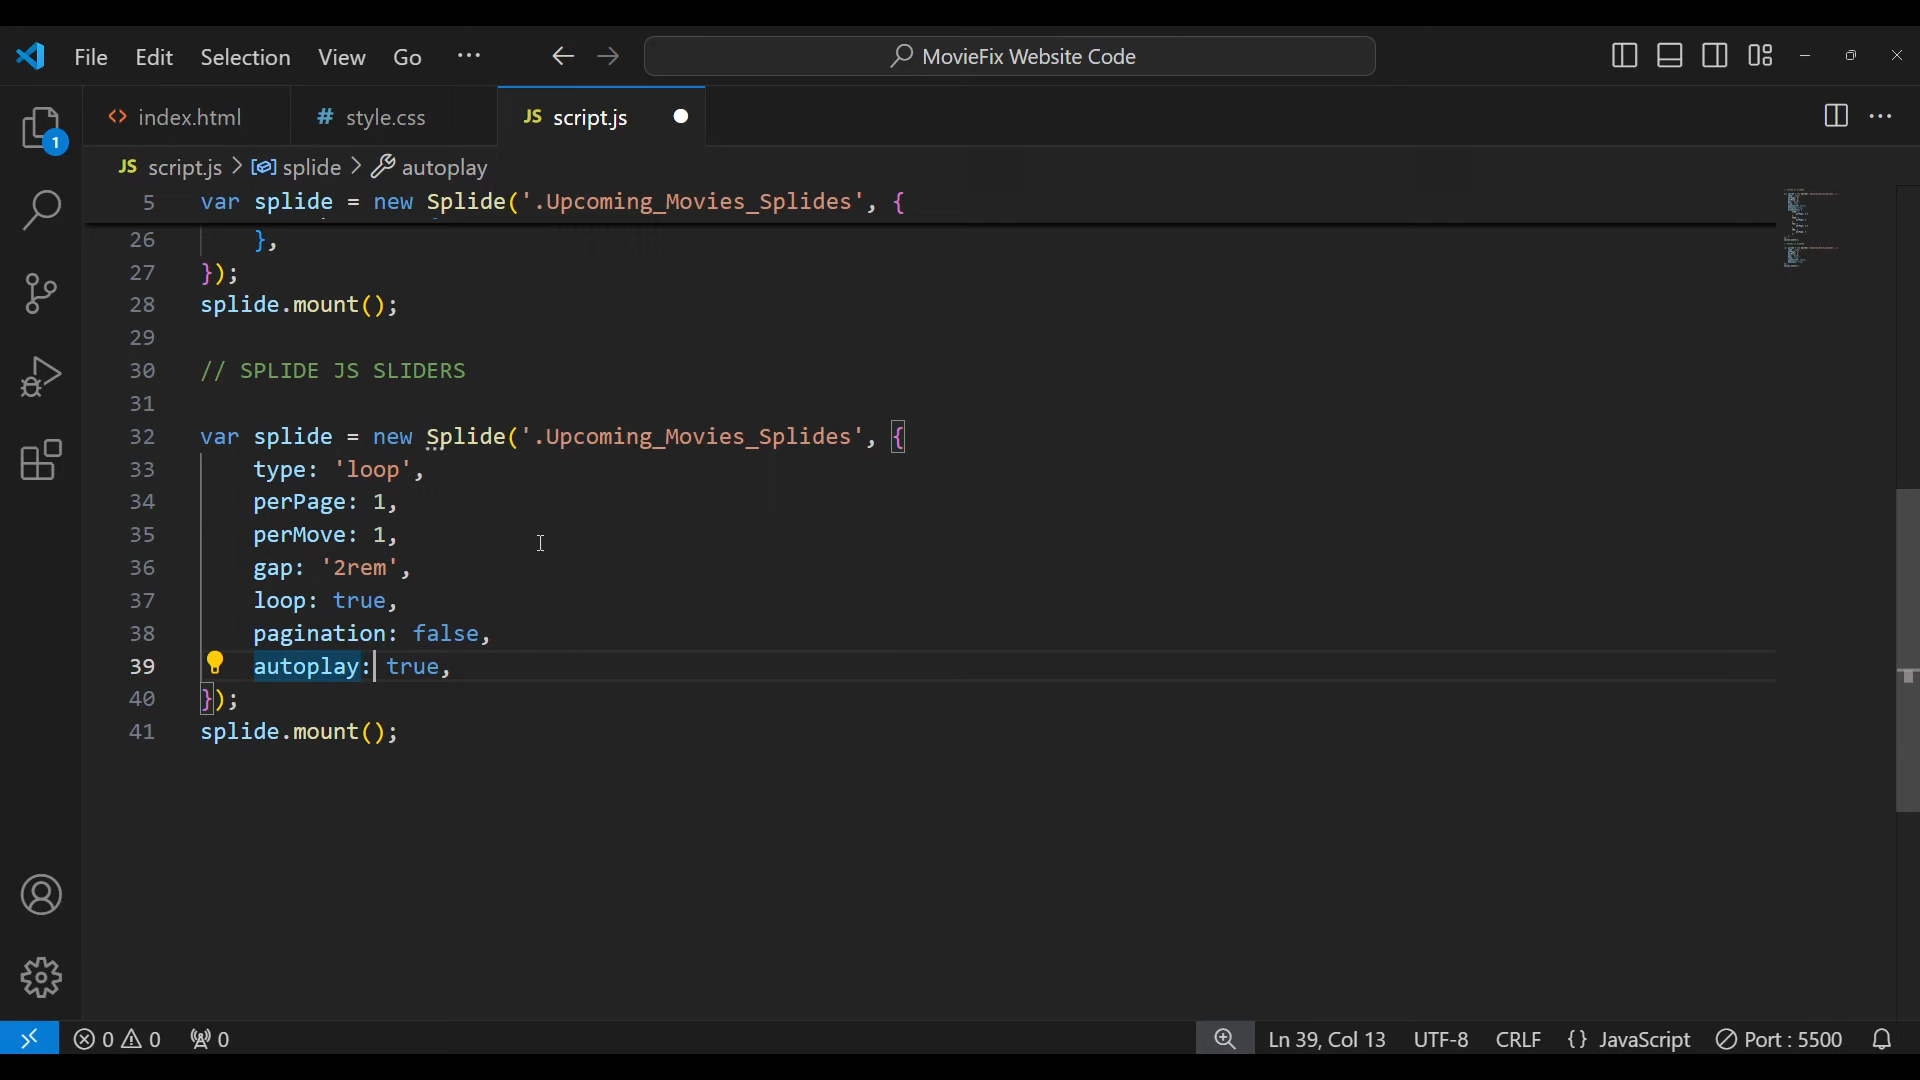 File Edit Selection View Go ··· MovieFix Website Code
index.html # style.css JS script.js
JS script.js > splide > autoplay
5 var splide = new Splide('.Upcoming_Movies_Splides', {
26 },
27 });
28 splide.mount();
29
30 // SPLIDE JS SLIDERS
31
32 var splide = new Splide('.Upcoming_Movies_Splides', {
33 type: 'loop',
34 perPage: 1,
35 perMove: 1,
36 gap: '2rem',
37 loop: true,
38 pagination: false,
39 autoplay: true,
40 });
41 splide.mount();
1
0 0 0 Ln 39, Col 13 UTF-8 CRLF {} JavaScript Port : 5500